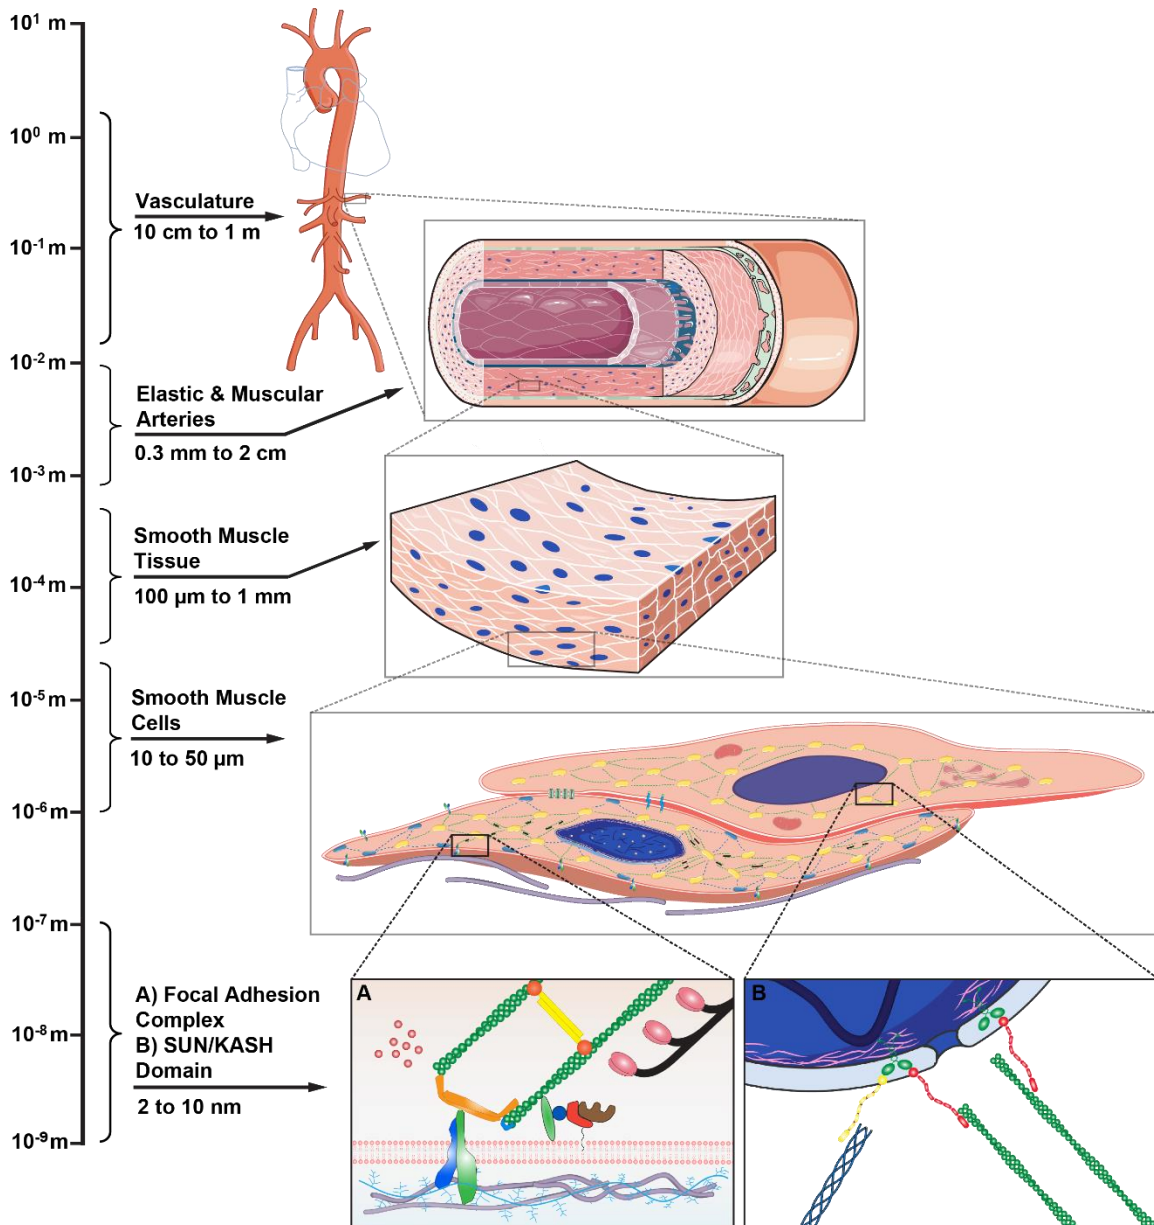 10¹ m
10⁰ m
Vasculature
10 cm to 1 m
10⁻¹ m
10⁻² m
Elastic & Muscular
Arteries
0.3 mm to 2 cm
10⁻³ m
Smooth Muscle
Tissue
100 µm to 1 mm
10⁻⁴ m
Smooth Muscle
Cells
10 to 50 µm
10⁻⁵ m
10⁻⁶ m
10⁻⁷ m
A) Focal Adhesion
Complex
B) SUN/KASH
Domain
2 to 10 nm
10⁻⁸ m
10⁻⁹ m
A
B